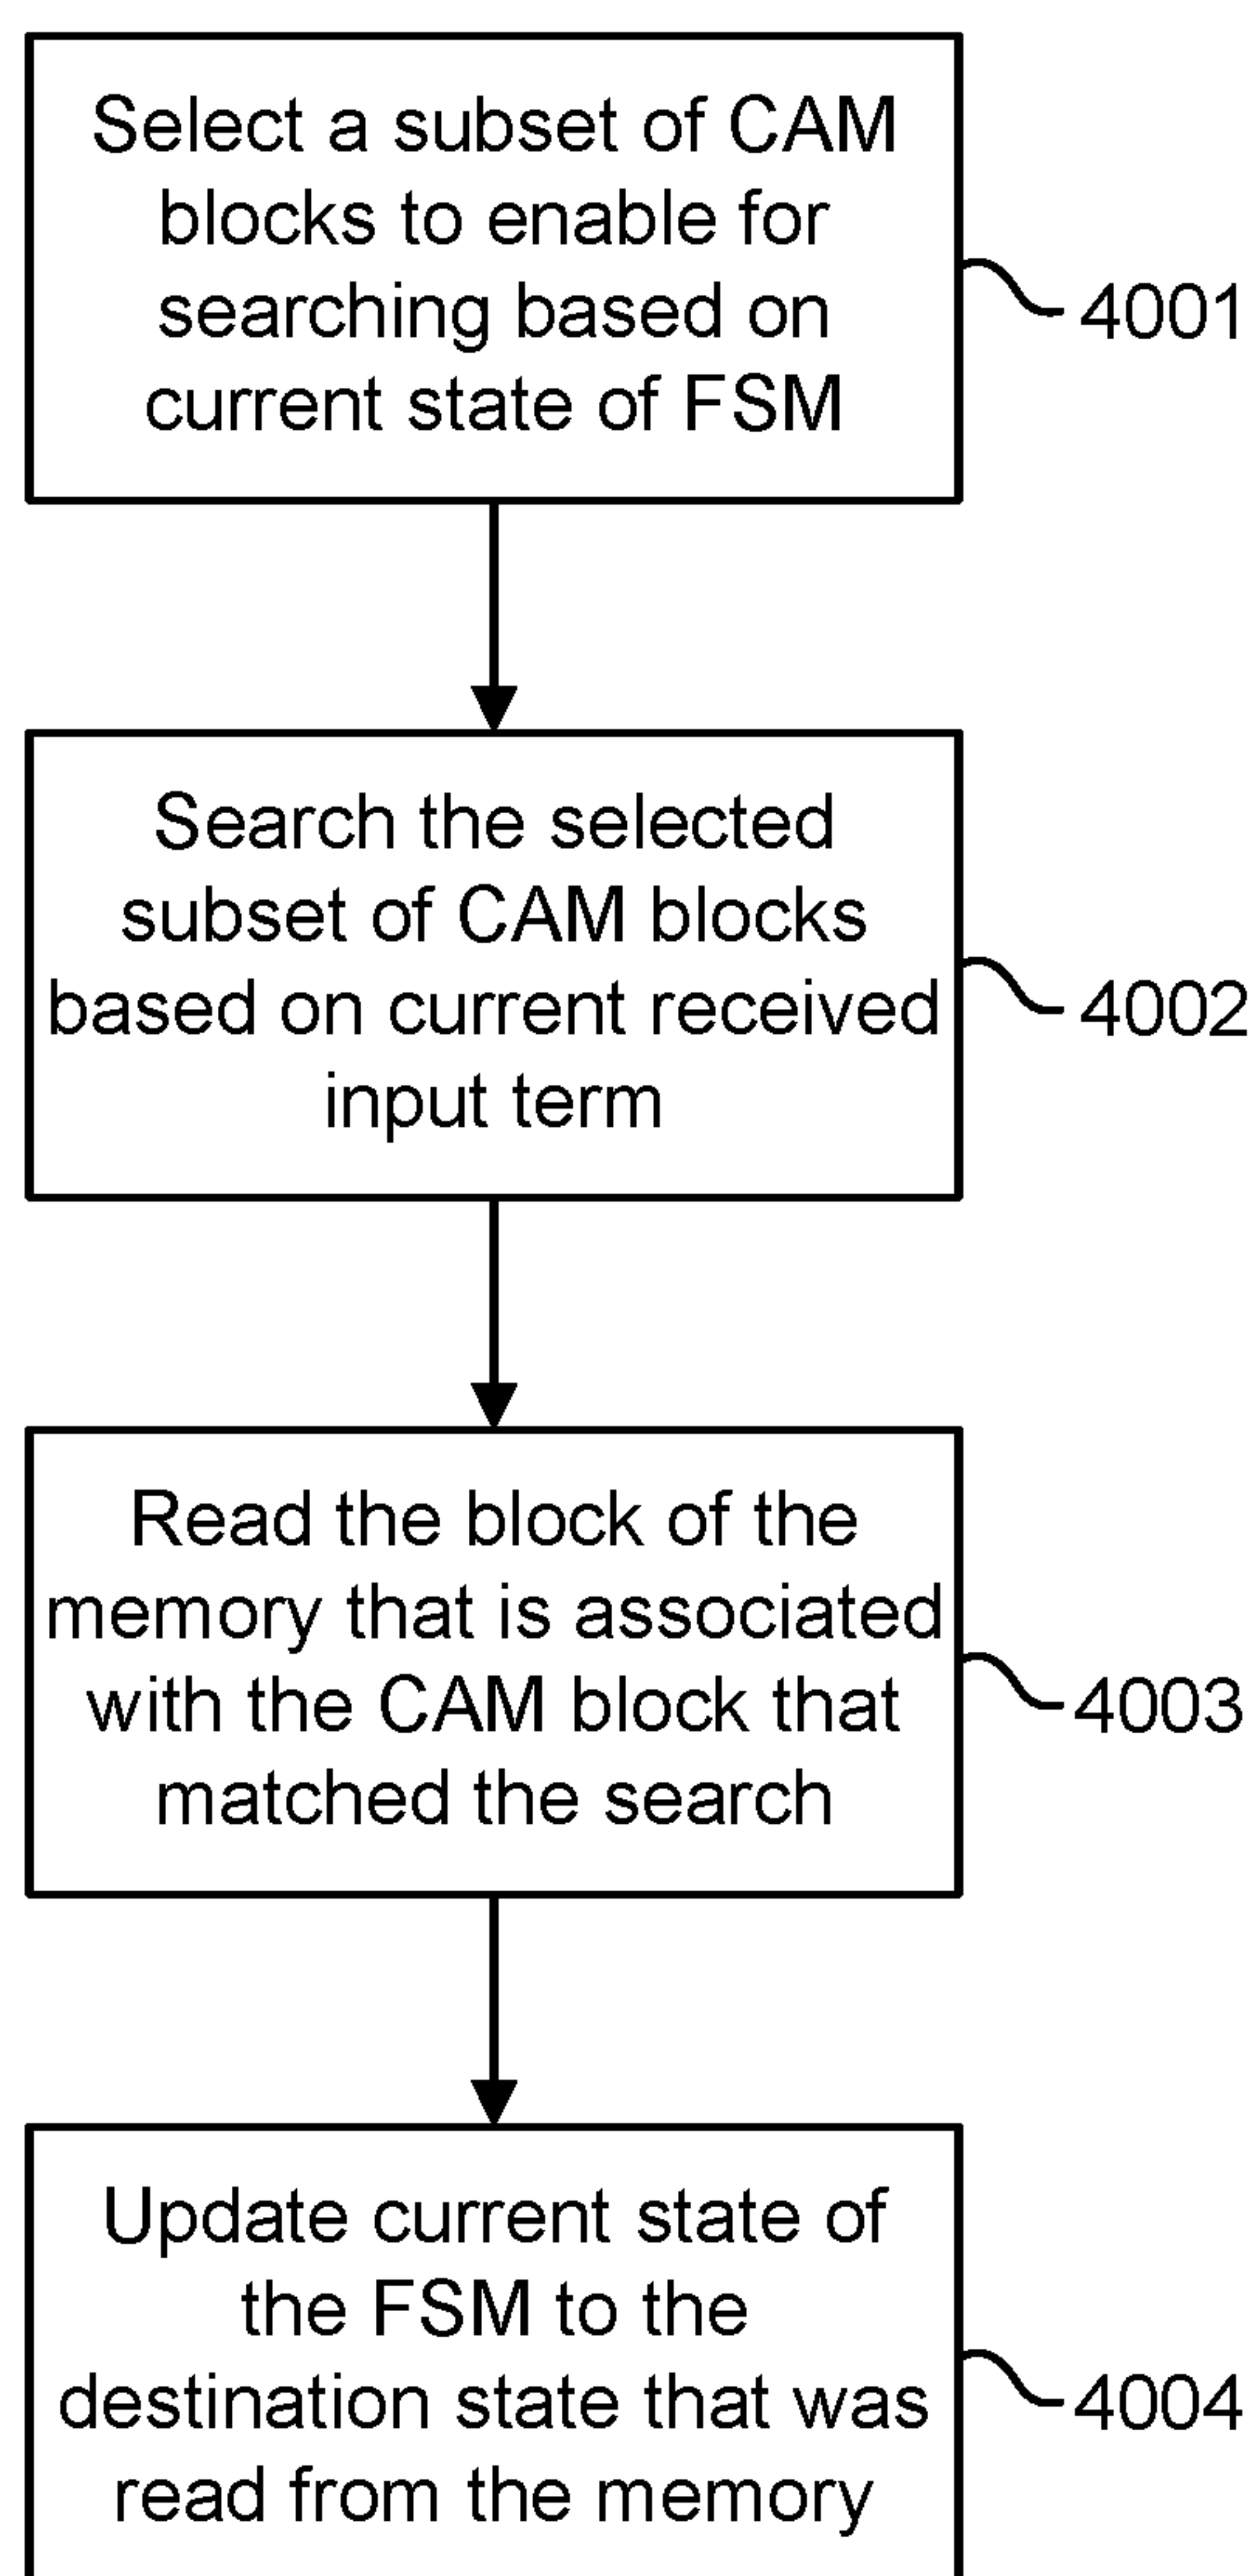 Select a subset of CAM
blocks to enable for
searching based on
current state of FSM
4001
Search the selected
subset of CAM blocks
based on current received
input term
4002
Read the block of the
memory that is associated
with the CAM block that
matched the search
4003
Update current state of
the FSM to the
destination state that was
read from the memory
4004